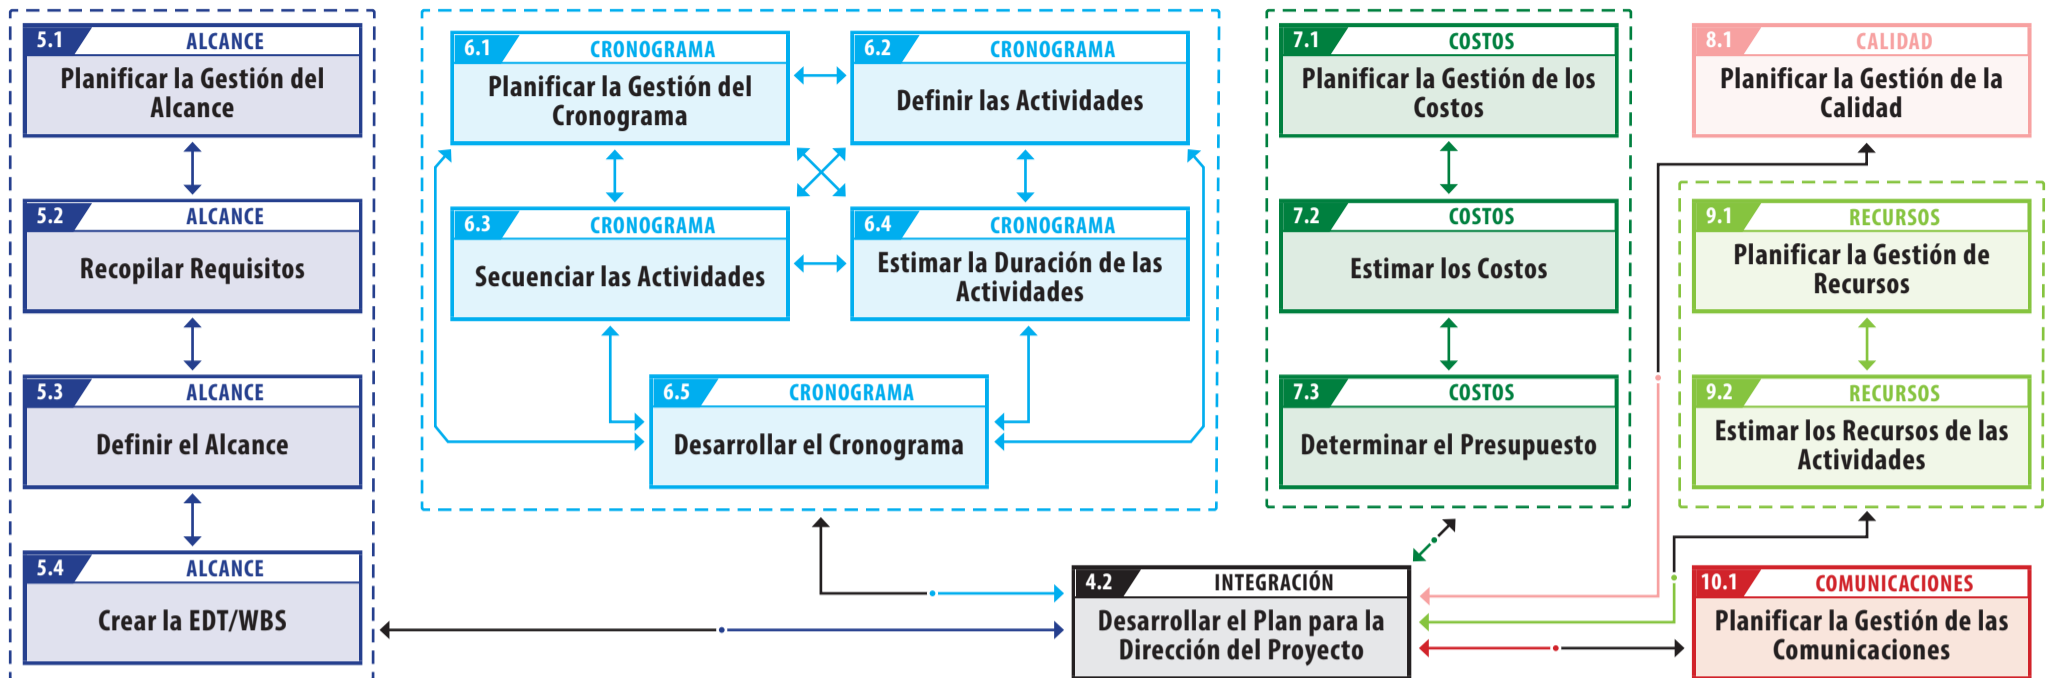 5.1 ALCANCE
Planificar la Gestión del
Alcance
5.2 ALCANCE
Recopilar Requisitos
5.3 ALCANCE
Definir el Alcance
5.4 ALCANCE
Crear la EDT/WBS
6.1 CRONOGRAMA
Planificar la Gestión del
Cronograma
6.2 CRONOGRAMA
Definir las Actividades
6.3 CRONOGRAMA
Secuenciar las Actividades
6.4 CRONOGRAMA
Estimar la Duración de las
Actividades
6.5 CRONOGRAMA
Desarrollar el Cronograma
7.1 COSTOS
Planificar la Gestión de los
Costos
7.2 COSTOS
Estimar los Costos
7.3 COSTOS
Determinar el Presupuesto
4.2 INTEGRACIÓN
Desarrollar el Plan para la
Dirección del Proyecto
8.1 CALIDAD
Planificar la Gestión de la
Calidad
9.1 RECURSOS
Planificar la Gestión de
Recursos
9.2 RECURSOS
Estimar los Recursos de las
Actividades
10.1 COMUNICACIONES
Planificar la Gestión de las
Comunicaciones